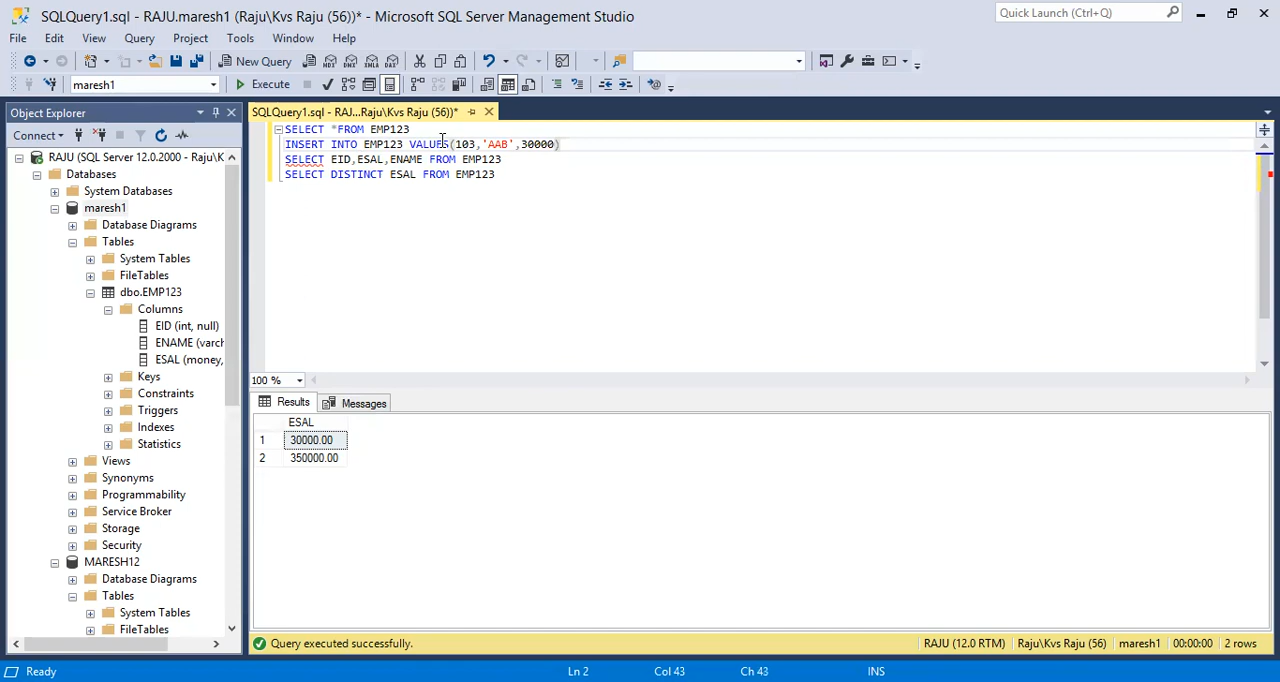 SQLQuery1.sql - RAJU.maresh1 (Raju\Kvs Raju (56))* - Microsoft SQL Server Management Studio
Quick Launch (Ctrl+Q)
File Edit View Query Project Tools Window Help
New Query
maresh1
Execute
Object Explorer
SQLQuery1.sql - RAJ...Raju\Kvs Raju (56))*
Connect
RAJU (SQL Server 12.0.2000 - Raju\K
Databases
System Databases
maresh1
Database Diagrams
Tables
System Tables
FileTables
dbo.EMP123
Columns
EID (int, null)
ENAME (varch
ESAL (money,
Keys
Constraints
Triggers
Indexes
Statistics
Views
Synonyms
Programmability
Service Broker
Storage
Security
MARESH12
Database Diagrams
Tables
System Tables
FileTables
SELECT *FROM EMP123
INSERT INTO EMP123 VALUES(103,'AAB',30000)
SELECT EID,ESAL,ENAME FROM EMP123
SELECT DISTINCT ESAL FROM EMP123
100 %
Results Messages
ESAL
1 30000.00
2 350000.00
Query executed successfully.
RAJU (12.0 RTM) Raju\Kvs Raju (56) maresh1 00:00:00 2 rows
Ready Ln 2 Col 43 Ch 43 INS